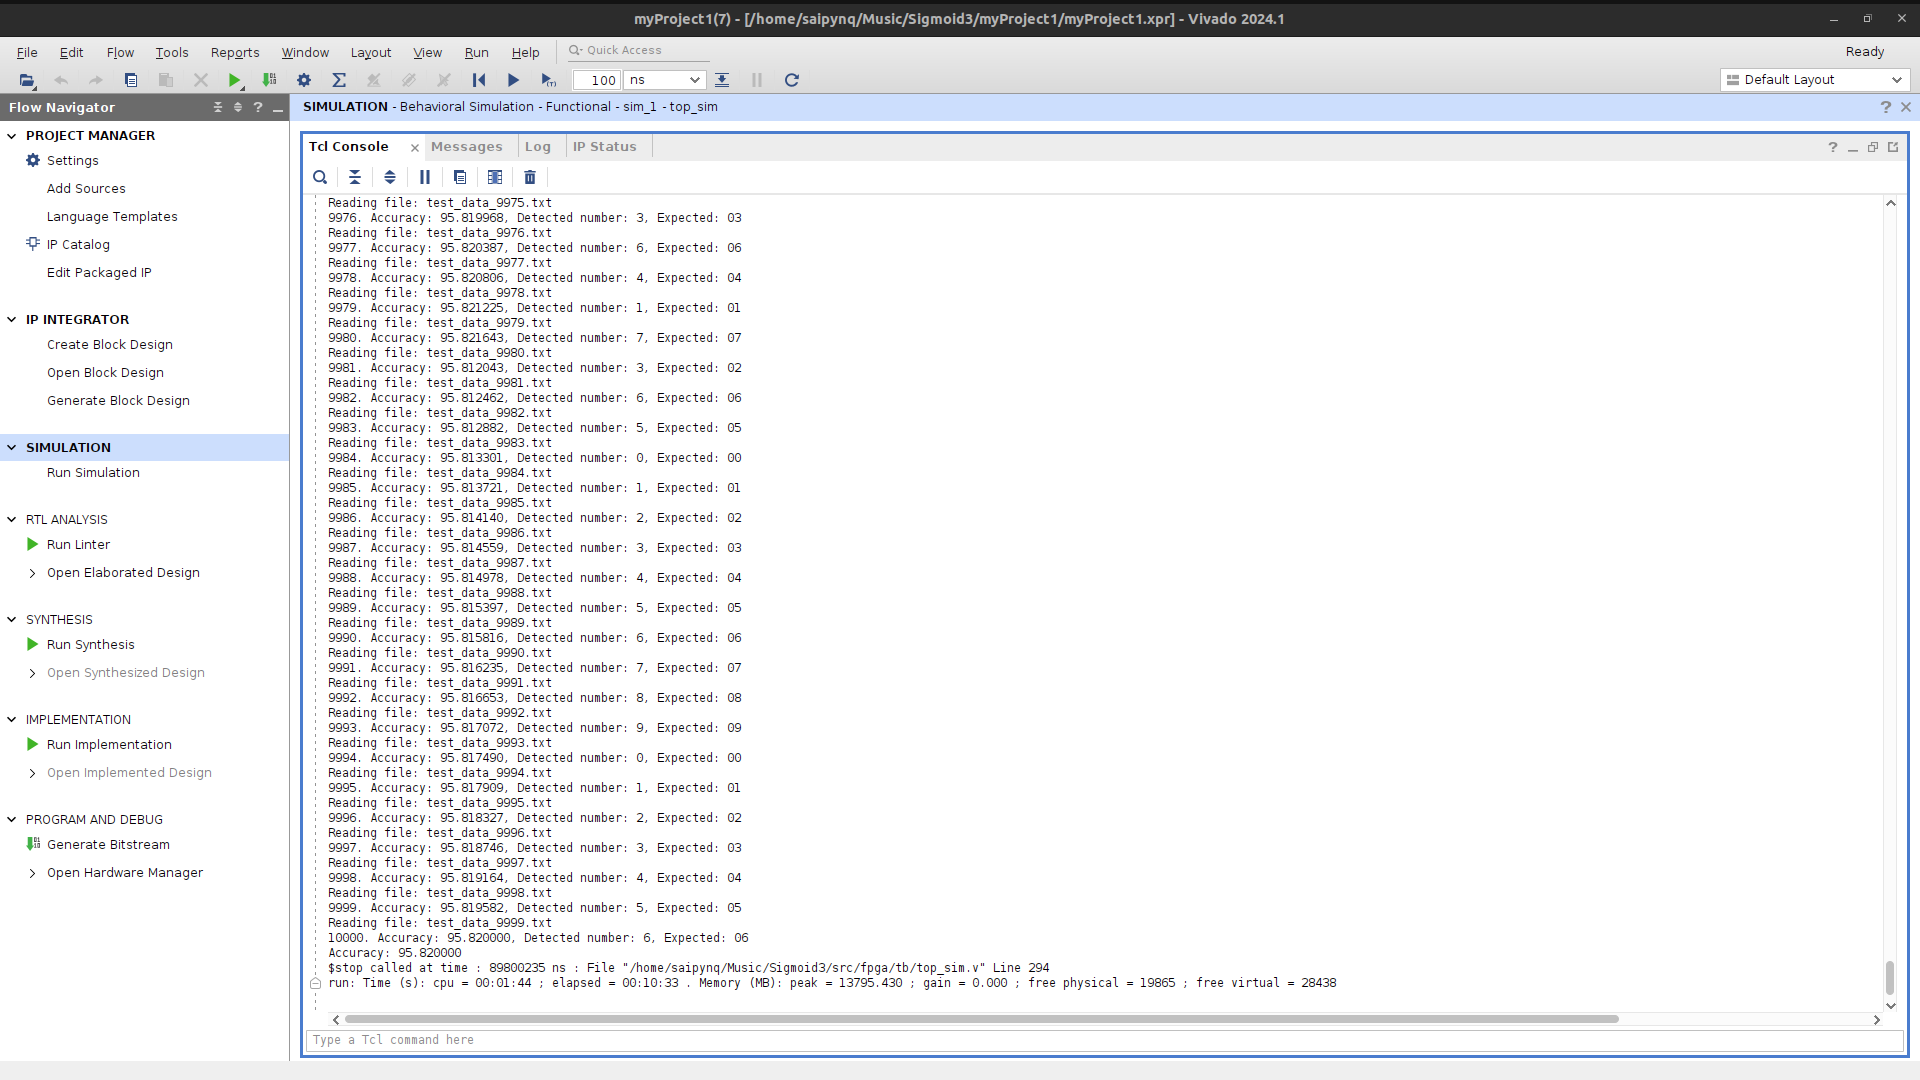 myProject1(7) - [/home/saipynq/Music/Sigmoid3/myProject1/myProject1.xpr] - Vivado 2024.1
File Edit Flow Tools Reports Window Layout View Run Help Quick Access Ready
100 ns Default Layout
Flow Navigator
SIMULATION - Behavioral Simulation - Functional - sim_1 - top_sim
PROJECT MANAGER
Settings
Add Sources
Language Templates
IP Catalog
Edit Packaged IP
IP INTEGRATOR
Create Block Design
Open Block Design
Generate Block Design
SIMULATION
Run Simulation
RTL ANALYSIS
Run Linter
Open Elaborated Design
SYNTHESIS
Run Synthesis
Open Synthesized Design
IMPLEMENTATION
Run Implementation
Open Implemented Design
PROGRAM AND DEBUG
Generate Bitstream
Open Hardware Manager
Tcl Console Messages Log IP Status
Reading file: test_data_9975.txt
9976. Accuracy: 95.819968, Detected number: 3, Expected: 03
Reading file: test_data_9976.txt
9977. Accuracy: 95.820387, Detected number: 6, Expected: 06
Reading file: test_data_9977.txt
9978. Accuracy: 95.820806, Detected number: 4, Expected: 04
Reading file: test_data_9978.txt
9979. Accuracy: 95.821225, Detected number: 1, Expected: 01
Reading file: test_data_9979.txt
9980. Accuracy: 95.821643, Detected number: 7, Expected: 07
Reading file: test_data_9980.txt
9981. Accuracy: 95.812043, Detected number: 3, Expected: 02
Reading file: test_data_9981.txt
9982. Accuracy: 95.812462, Detected number: 6, Expected: 06
Reading file: test_data_9982.txt
9983. Accuracy: 95.812882, Detected number: 5, Expected: 05
Reading file: test_data_9983.txt
9984. Accuracy: 95.813301, Detected number: 0, Expected: 00
Reading file: test_data_9984.txt
9985. Accuracy: 95.813721, Detected number: 1, Expected: 01
Reading file: test_data_9985.txt
9986. Accuracy: 95.814140, Detected number: 2, Expected: 02
Reading file: test_data_9986.txt
9987. Accuracy: 95.814559, Detected number: 3, Expected: 03
Reading file: test_data_9987.txt
9988. Accuracy: 95.814978, Detected number: 4, Expected: 04
Reading file: test_data_9988.txt
9989. Accuracy: 95.815397, Detected number: 5, Expected: 05
Reading file: test_data_9989.txt
9990. Accuracy: 95.815816, Detected number: 6, Expected: 06
Reading file: test_data_9990.txt
9991. Accuracy: 95.816235, Detected number: 7, Expected: 07
Reading file: test_data_9991.txt
9992. Accuracy: 95.816653, Detected number: 8, Expected: 08
Reading file: test_data_9992.txt
9993. Accuracy: 95.817072, Detected number: 9, Expected: 09
Reading file: test_data_9993.txt
9994. Accuracy: 95.817490, Detected number: 0, Expected: 00
Reading file: test_data_9994.txt
9995. Accuracy: 95.817909, Detected number: 1, Expected: 01
Reading file: test_data_9995.txt
9996. Accuracy: 95.818327, Detected number: 2, Expected: 02
Reading file: test_data_9996.txt
9997. Accuracy: 95.818746, Detected number: 3, Expected: 03
Reading file: test_data_9997.txt
9998. Accuracy: 95.819164, Detected number: 4, Expected: 04
Reading file: test_data_9998.txt
9999. Accuracy: 95.819582, Detected number: 5, Expected: 05
Reading file: test_data_9999.txt
10000. Accuracy: 95.820000, Detected number: 6, Expected: 06
Accuracy: 95.820000
$stop called at time : 89800235 ns : File "/home/saipynq/Music/Sigmoid3/src/fpga/tb/top_sim.v" Line 294
run: Time (s): cpu = 00:01:44 ; elapsed = 00:10:33 . Memory (MB): peak = 13795.430 ; gain = 0.000 ; free physical = 19865 ; free virtual = 28438
Type a Tcl command here